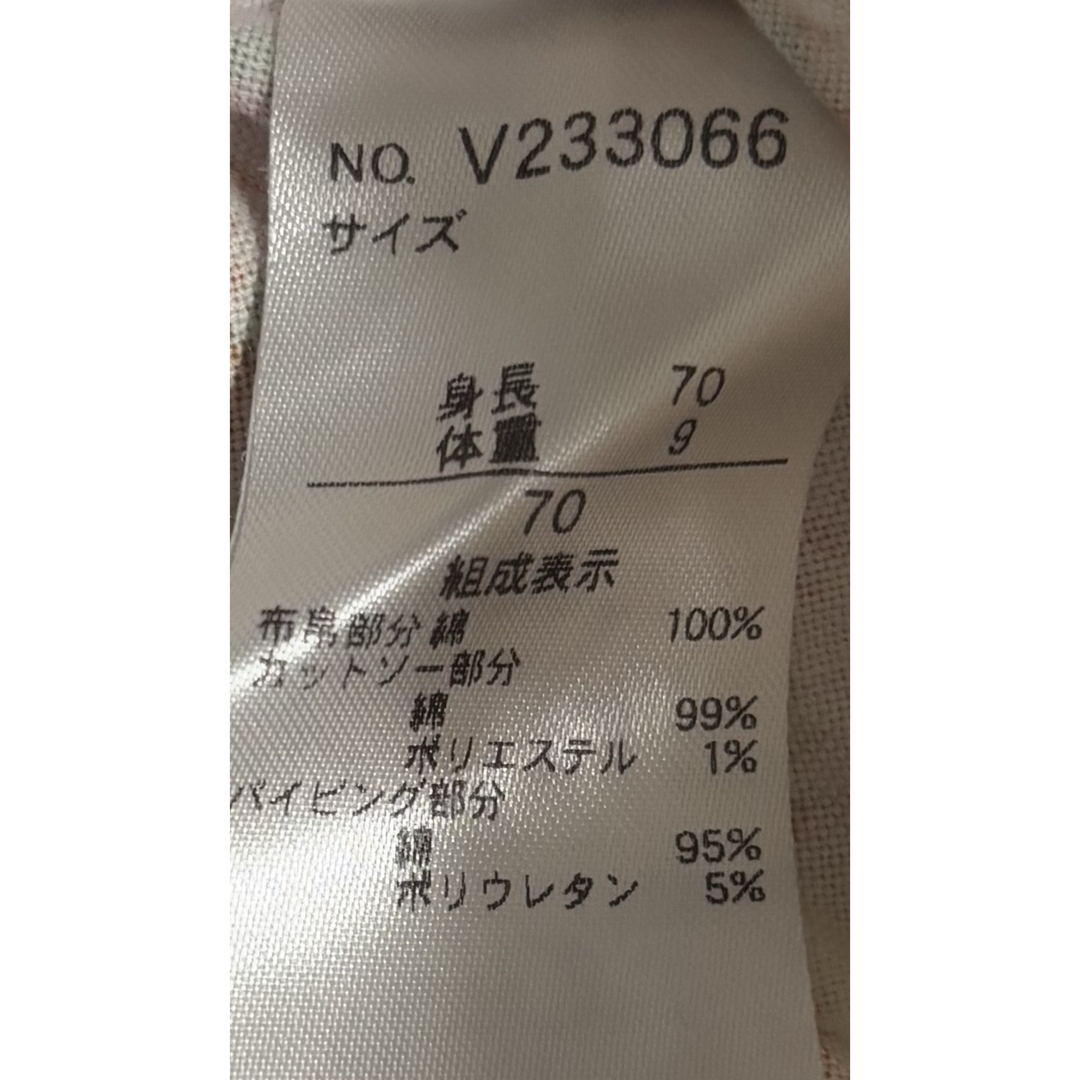 NO. V233066
サイズ
身長 70
体重 9
70
組成表示
布帛部分 綿 100%
カットソー部分
綿 99%
ポリエステル 1%
パイピング部分
綿 95%
ポリウレタン 5%